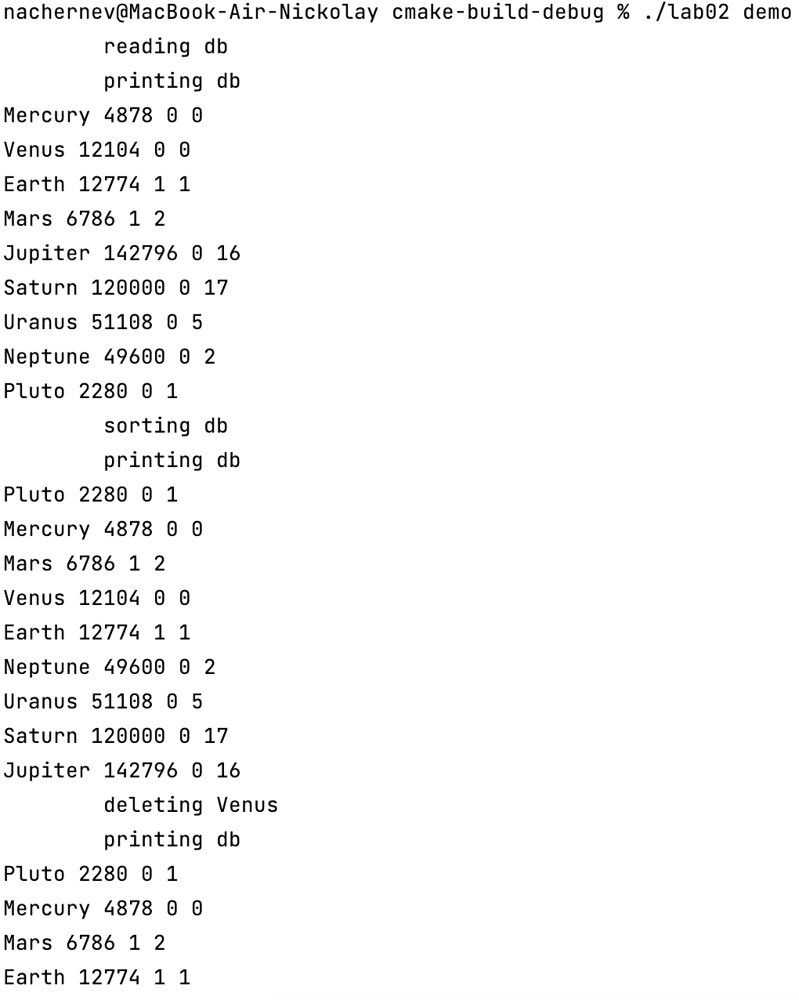 nachernev@MacBook-Air-Nickolay cmake-build-debug % ./lab02 demo
reading db
printing db
Mercury 4878 0 0
Venus 12104 0 0
Earth 12774 1 1
Mars 6786 1 2
Jupiter 142796 0 16
Saturn 120000 0 17
Uranus 51108 0 5
Neptune 49600 0 2
Pluto 2280 0 1
sorting db
printing db
Pluto 2280 0 1
Mercury 4878 0 0
Mars 6786 1 2
Venus 12104 0 0
Earth 12774 1 1
Neptune 49600 0 2
Uranus 51108 0 5
Saturn 120000 0 17
Jupiter 142796 0 16
deleting Venus
printing db
Pluto 2280 0 1
Mercury 4878 0 0
Mars 6786 1 2
Earth 12774 1 1